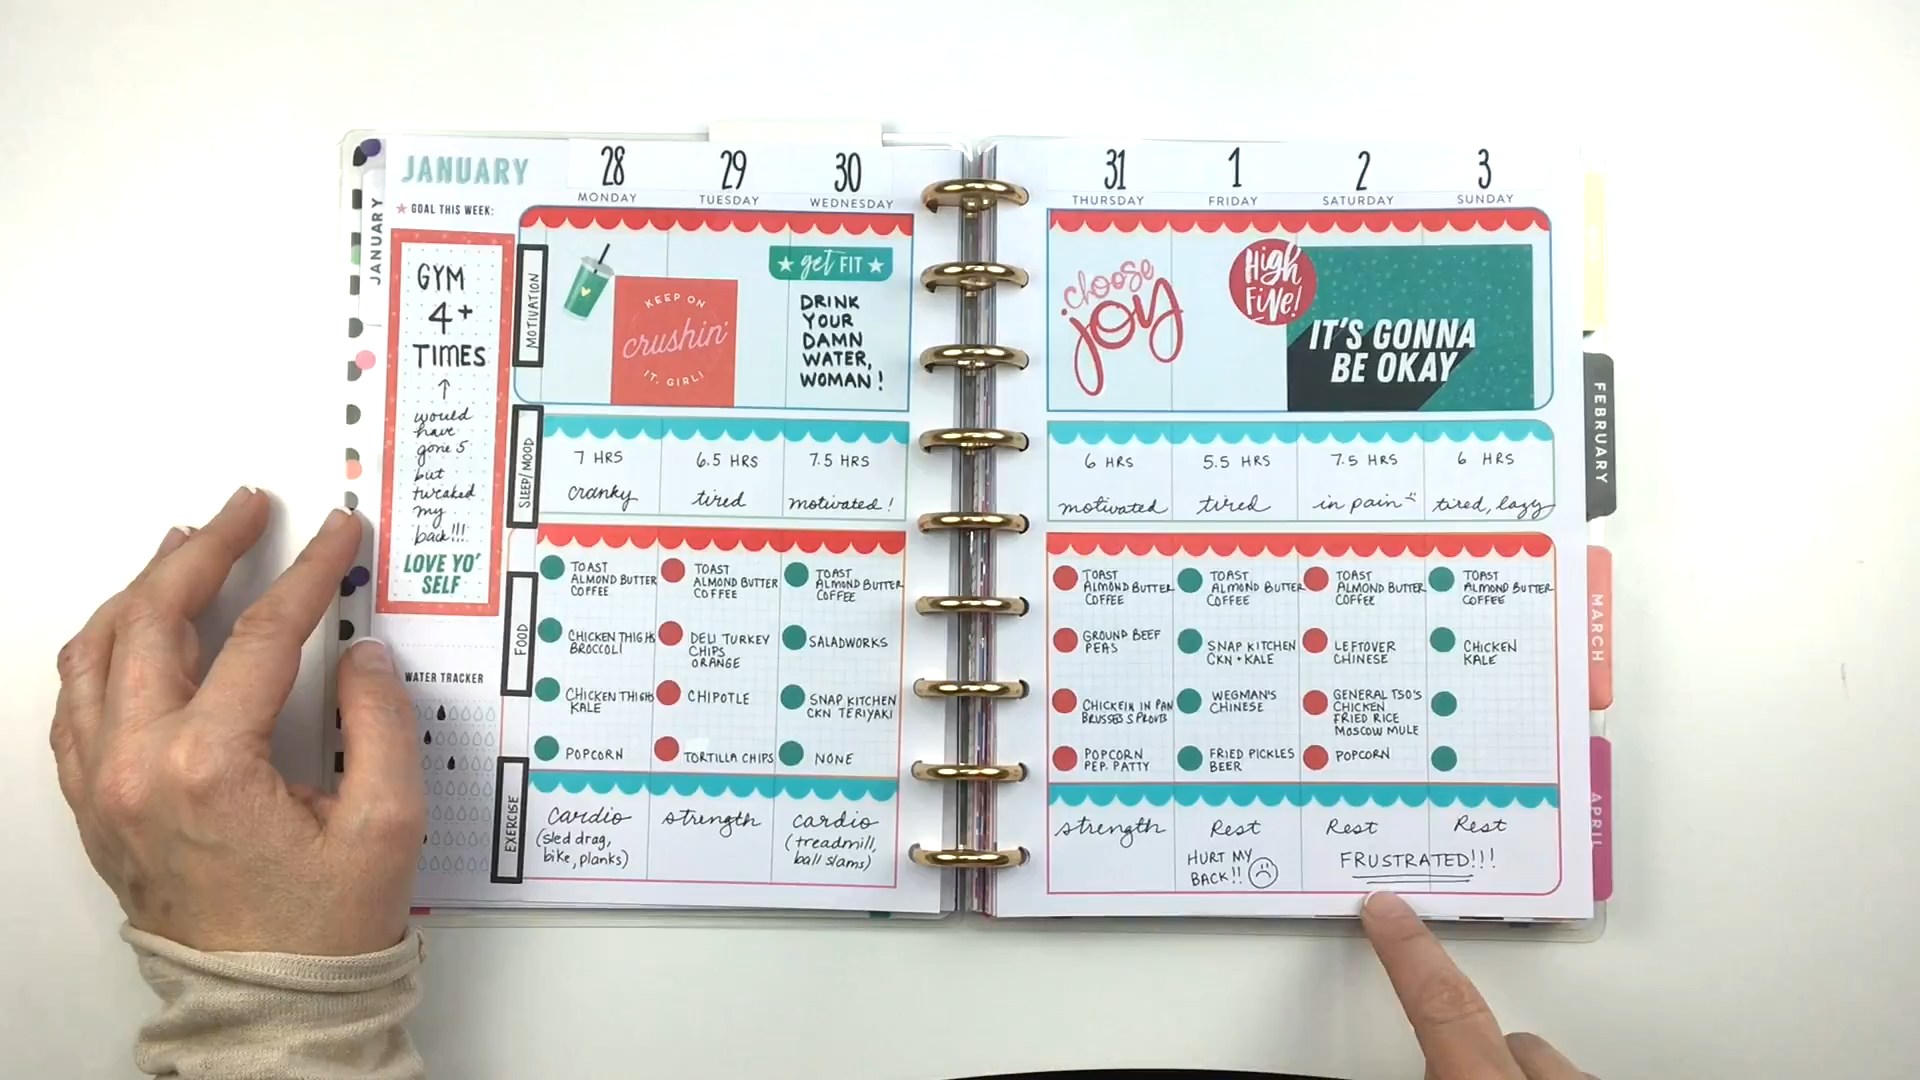 JANUARY
28
MONDAY
29
TUESDAY
30
WEDNESDAY
31
THURSDAY
1
FRIDAY
2
SATURDAY
3
SUNDAY
JANUARY
GOAL THIS WEEK:
GYM
4+
TIMES
would
have
gone 5
but
tweaked
my
back!!!
LOVE YO'
SELF
WATER TRACKER
MOTIVATION
KEEP ON
crushin'
IT, GIRL!
get FIT
DRINK
YOUR
DAMN
WATER,
WOMAN!
choose
joy
High
FiVe!
IT'S GONNA
BE OKAY
SLEEP/MOOD
7 HRS
cranky
6.5 HRS
tired
7.5 HRS
motivated!
6 HRS
motivated
5.5 HRS
tired
7.5 HRS
in pain
6 HRS
tired, lazy
FOOD
TOAST
ALMOND BUTTER
COFFEE
CHICKEN THIGHS
BROCCOLI
CHICKEN THIGHS
KALE
POPCORN
TOAST
ALMOND BUTTER
COFFEE
DELI TURKEY
CHIPS
ORANGE
CHIPOTLE
TORTILLA CHIPS
TOAST
ALMOND BUTTER
COFFEE
SALADWORKS
SNAP KITCHEN
CKN TERIYAKI
NONE
TOAST
ALMOND BUTTER
COFFEE
GROUND BEEF
PEAS
CHICKEIN IN PAN
BRUSSES SPROUTS
POPCORN
PEP. PATTY
TOAST
ALMOND BUTTER
COFFEE
SNAP KITCHEN
CKN + KALE
WEGMAN'S
CHINESE
FRIED PICKLES
BEER
TOAST
ALMOND BUTTER
COFFEE
LEFTOVER
CHINESE
GENERAL TSO'S
CHICKEN
FRIED RICE
MOSCOW MULE
POPCORN
TOAST
ALMOND BUTTER
COFFEE
CHICKEN
KALE
EXERCISE
cardio
(sled drag,
bike, planks)
strength
cardio
(treadmill,
ball slams)
strength
Rest
HURT MY
BACK!!
Rest
Rest
FRUSTRATED!!!
FEBRUARY
MARCH
APRIL